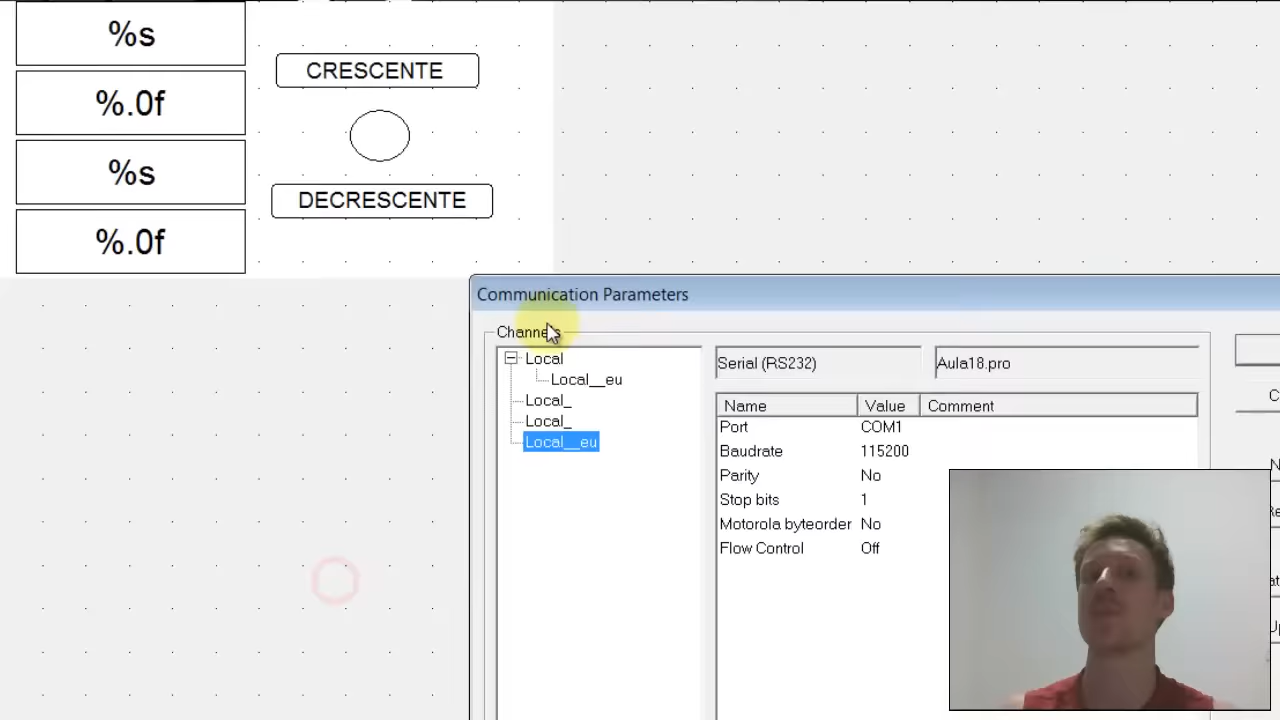 %s
%.0f
%s
%.0f
CRESCENTE
DECRESCENTE
Communication Parameters
Channels
Local
Local__eu
Local_
Local_
Local__eu
Serial (RS232)
Aula18.pro
Name Value Comment
Port COM1
Baudrate 115200
Parity No
Stop bits 1
Motorola byteorder No
Flow Control Off